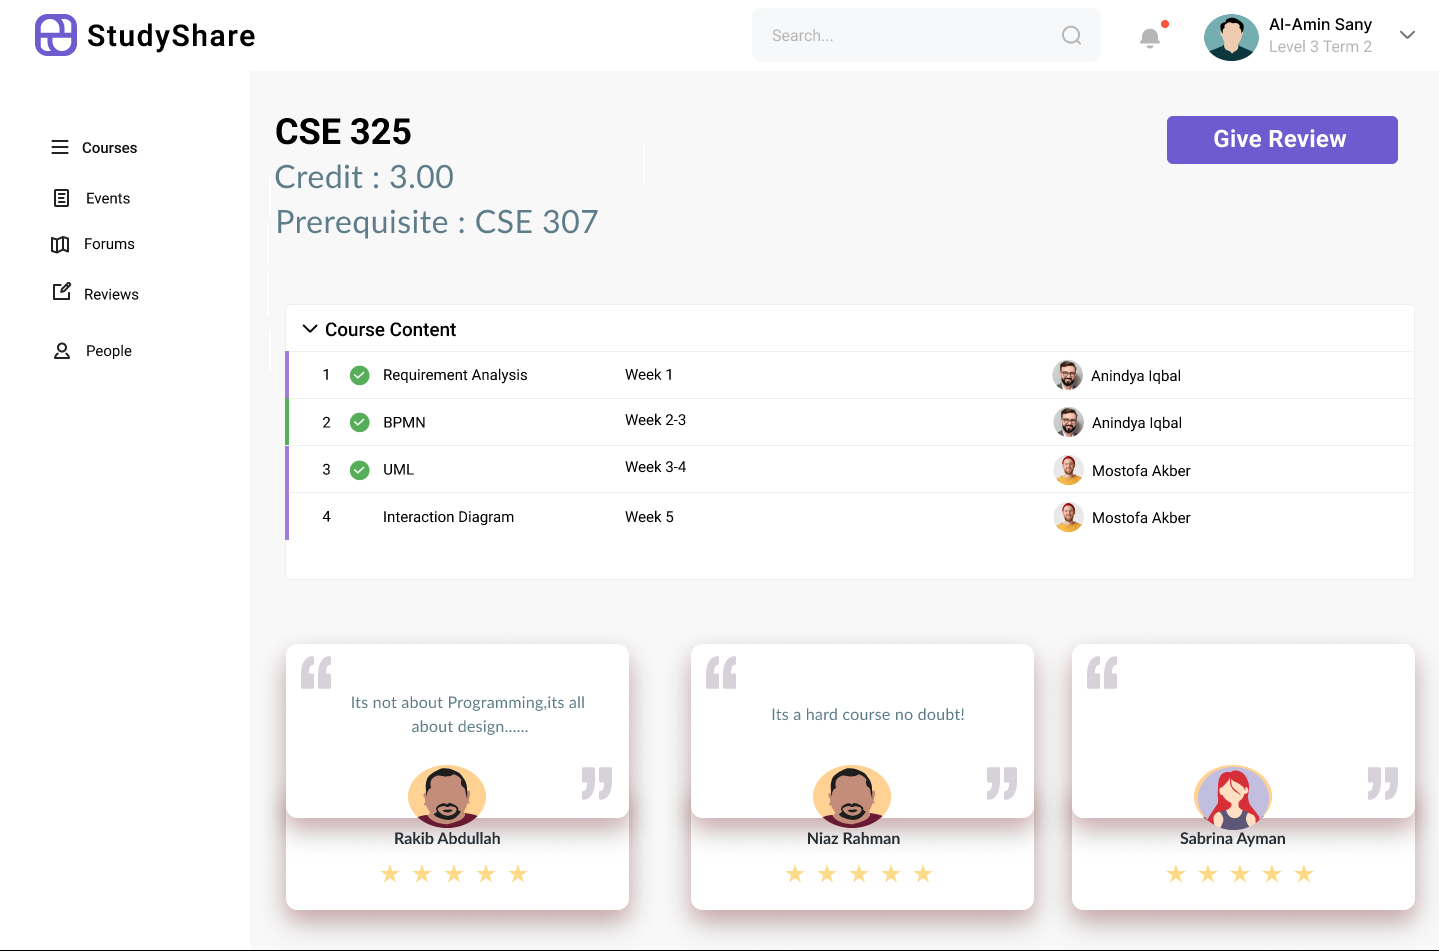 StudyShare
Search...
Al-Amin Sany
Level 3 Term 2
Courses
Events
Forums
Reviews
People
CSE 325
Credit : 3.00
Prerequisite : CSE 307
Give Review
Course Content
1 Requirement Analysis Week 1 Anindya Iqbal
2 BPMN Week 2-3 Anindya Iqbal
3 UML Week 3-4 Mostofa Akber
4 Interaction Diagram Week 5 Mostofa Akber
“
Its not about Programming,its all
about design......
”
Rakib Abdullah
“
Its a hard course no doubt!
”
Niaz Rahman
“
”
Sabrina Ayman